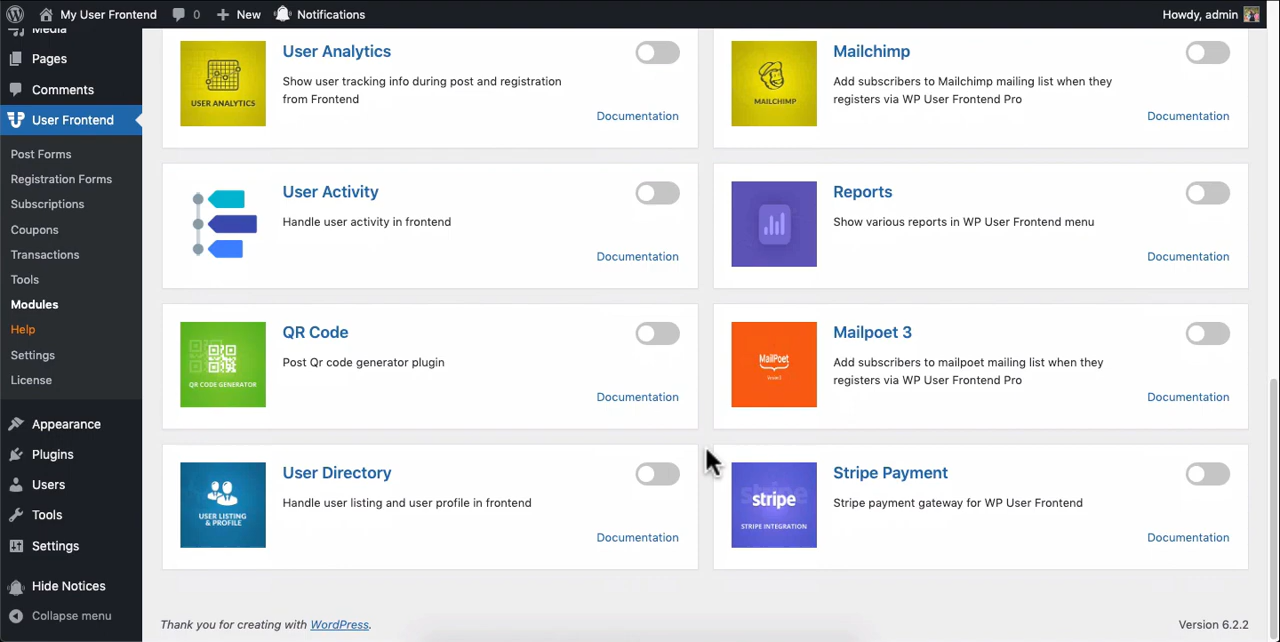 My User Frontend 0 New Notifications Howdy, admin
Media
Pages
Comments
User Frontend
Post Forms
Registration Forms
Subscriptions
Coupons
Transactions
Tools
Modules
Help
Settings
License
Appearance
Plugins
Users
Tools
Settings
Hide Notices
Collapse menu
USER ANALYTICS
User Analytics
Show user tracking info during post and registration
from Frontend
Documentation
MAILCHIMP
Mailchimp
Add subscribers to Mailchimp mailing list when they
registers via WP User Frontend Pro
Documentation
User Activity
Handle user activity in frontend
Documentation
Reports
Show various reports in WP User Frontend menu
Documentation
QR CODE GENERATOR
QR Code
Post Qr code generator plugin
Documentation
MailPoet
Mailpoet 3
Add subscribers to mailpoet mailing list when they
registers via WP User Frontend Pro
Documentation
USER LISTING
& PROFILE
User Directory
Handle user listing and user profile in frontend
Documentation
stripe
STRIPE INTEGRATION
Stripe Payment
Stripe payment gateway for WP User Frontend
Documentation
Thank you for creating with WordPress.
Version 6.2.2